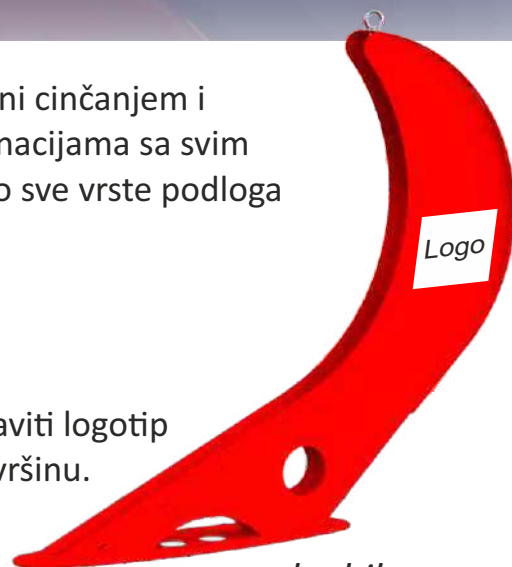 ni cinčanjem i
nacijama sa svim
o sve vrste podloga
Logo
aviti logotip
vršinu.